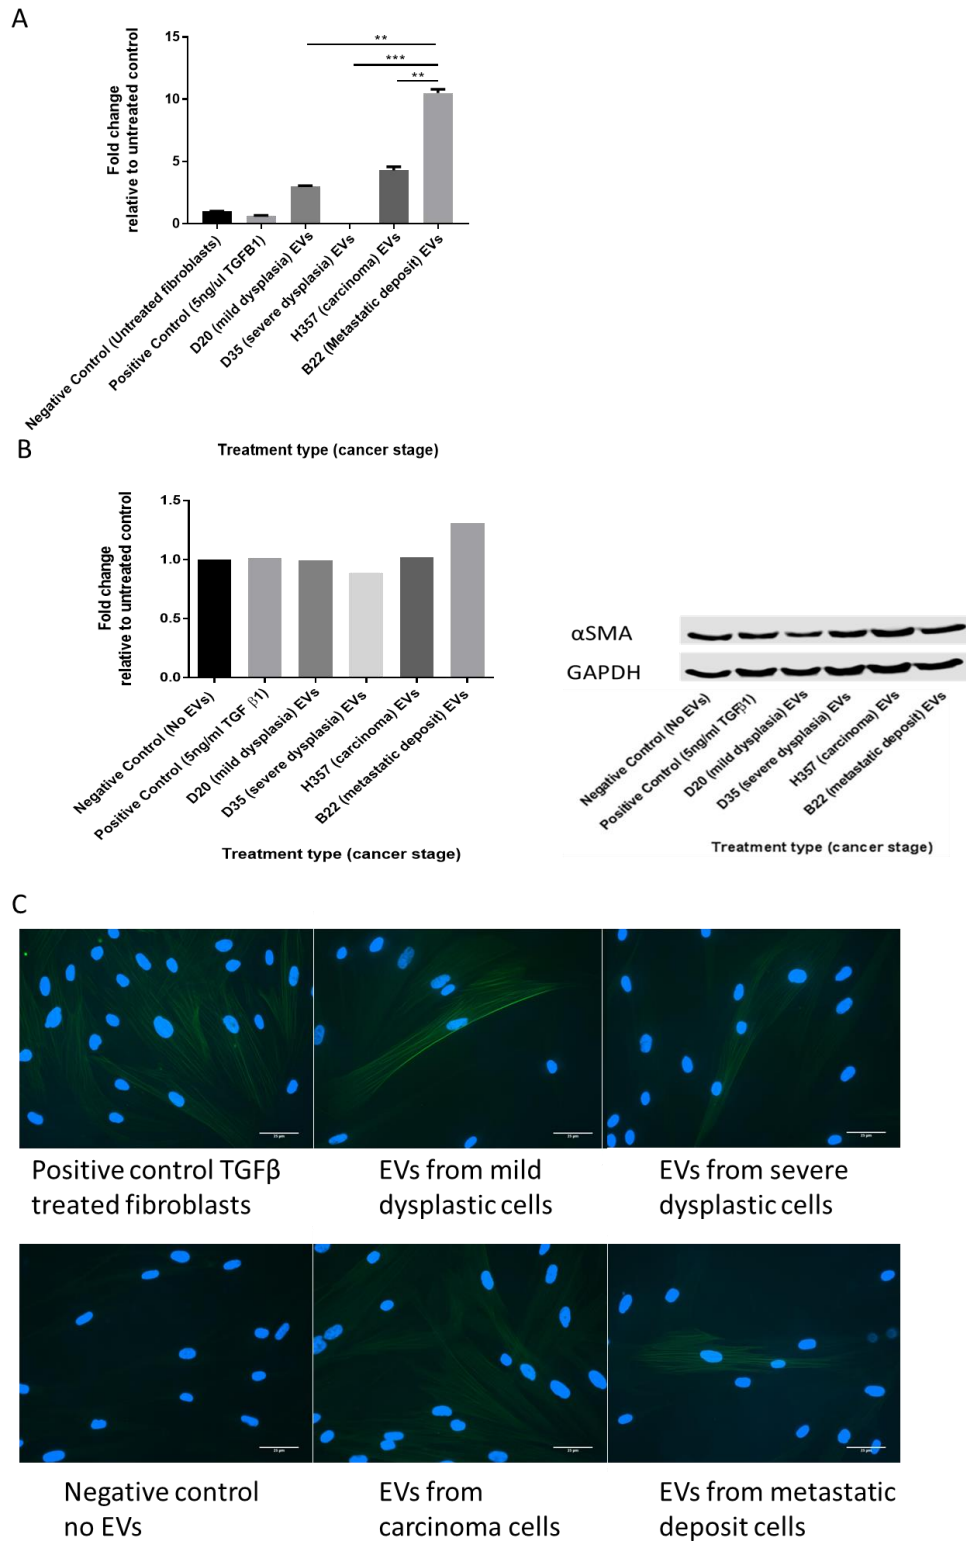 A
15
10
5
0
**
***
**
Fold change
relative to untreated control
Negative Control (Untreated fibroblasts)
Positive Control (5ng/ul TGFB1)
D20 (mild dysplasia) EVs
D35 (severe dysplasia) EVs
H357 (carcinoma) EVs
B22 (Metastatic deposit) EVs
Treatment type (cancer stage)
B
1.5
1.0
0.5
0.0
Fold change
relative to untreated control
Negative Control (No EVs)
Positive Control (5ng/ml TGF β1)
D20 (mild dysplasia) EVs
D35 (severe dysplasia) EVs
H357 (carcinoma) EVs
B22 (metastatic deposit) EVs
Treatment type (cancer stage)
αSMA
GAPDH
Negative Control (No EVs)
Positive Control (5ng/ml TGFβ1)
D20 (mild dysplasia) EVs
D35 (severe dysplasia) EVs
H357 (carcinoma) EVs
B22 (metastatic deposit) EVs
Treatment type (cancer stage)
C
Positive control TGFβ
treated fibroblasts
EVs from mild
dysplastic cells
EVs from severe
dysplastic cells
Negative control
no EVs
EVs from
carcinoma cells
EVs from metastatic
deposit cells